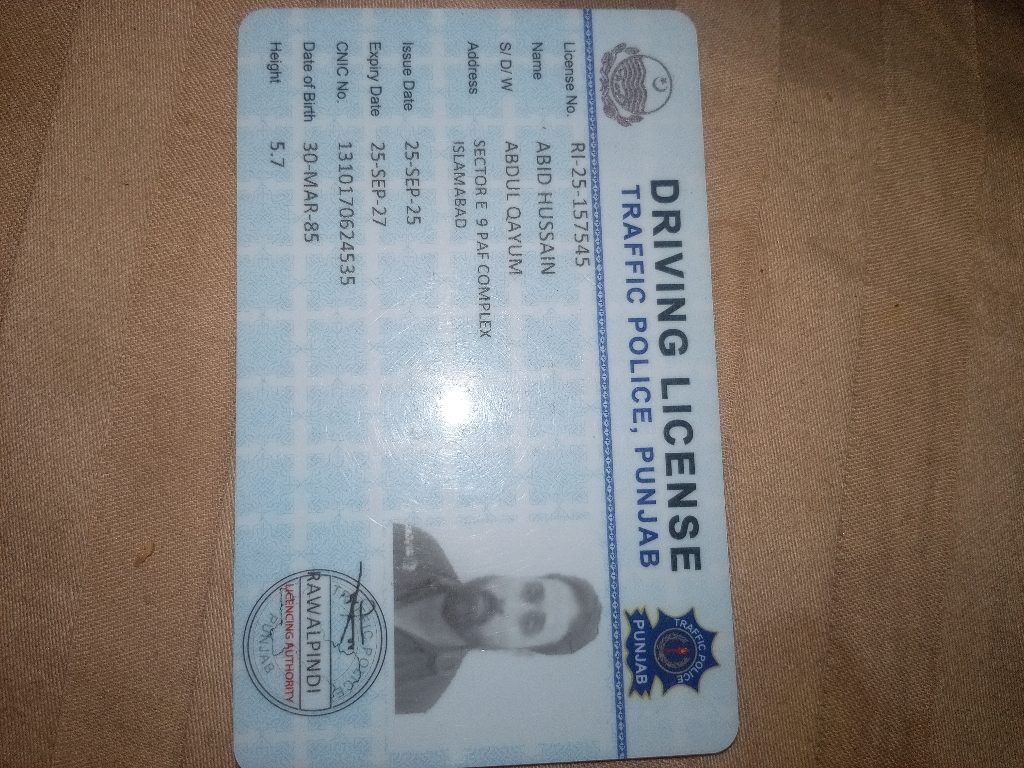 DRIVING LICENSE
TRAFFIC POLICE, PUNJAB
TRAFFIC POLICE
PUNJAB
License No. RI-25-157545
Name ABID HUSSAIN
S/ D/ W ABDUL QAYUM
Address SECTOR E 9 PAF COMPLEX
ISLAMABAD
Issue Date 25-SEP-25
Expiry Date 25-SEP-27
CNIC No. 1310170624535
Date of Birth 30-MAR-85
Height 5.7
TRAFFIC POLICE
RAWALPINDI
LICENCING AUTHORITY
PUNJAB